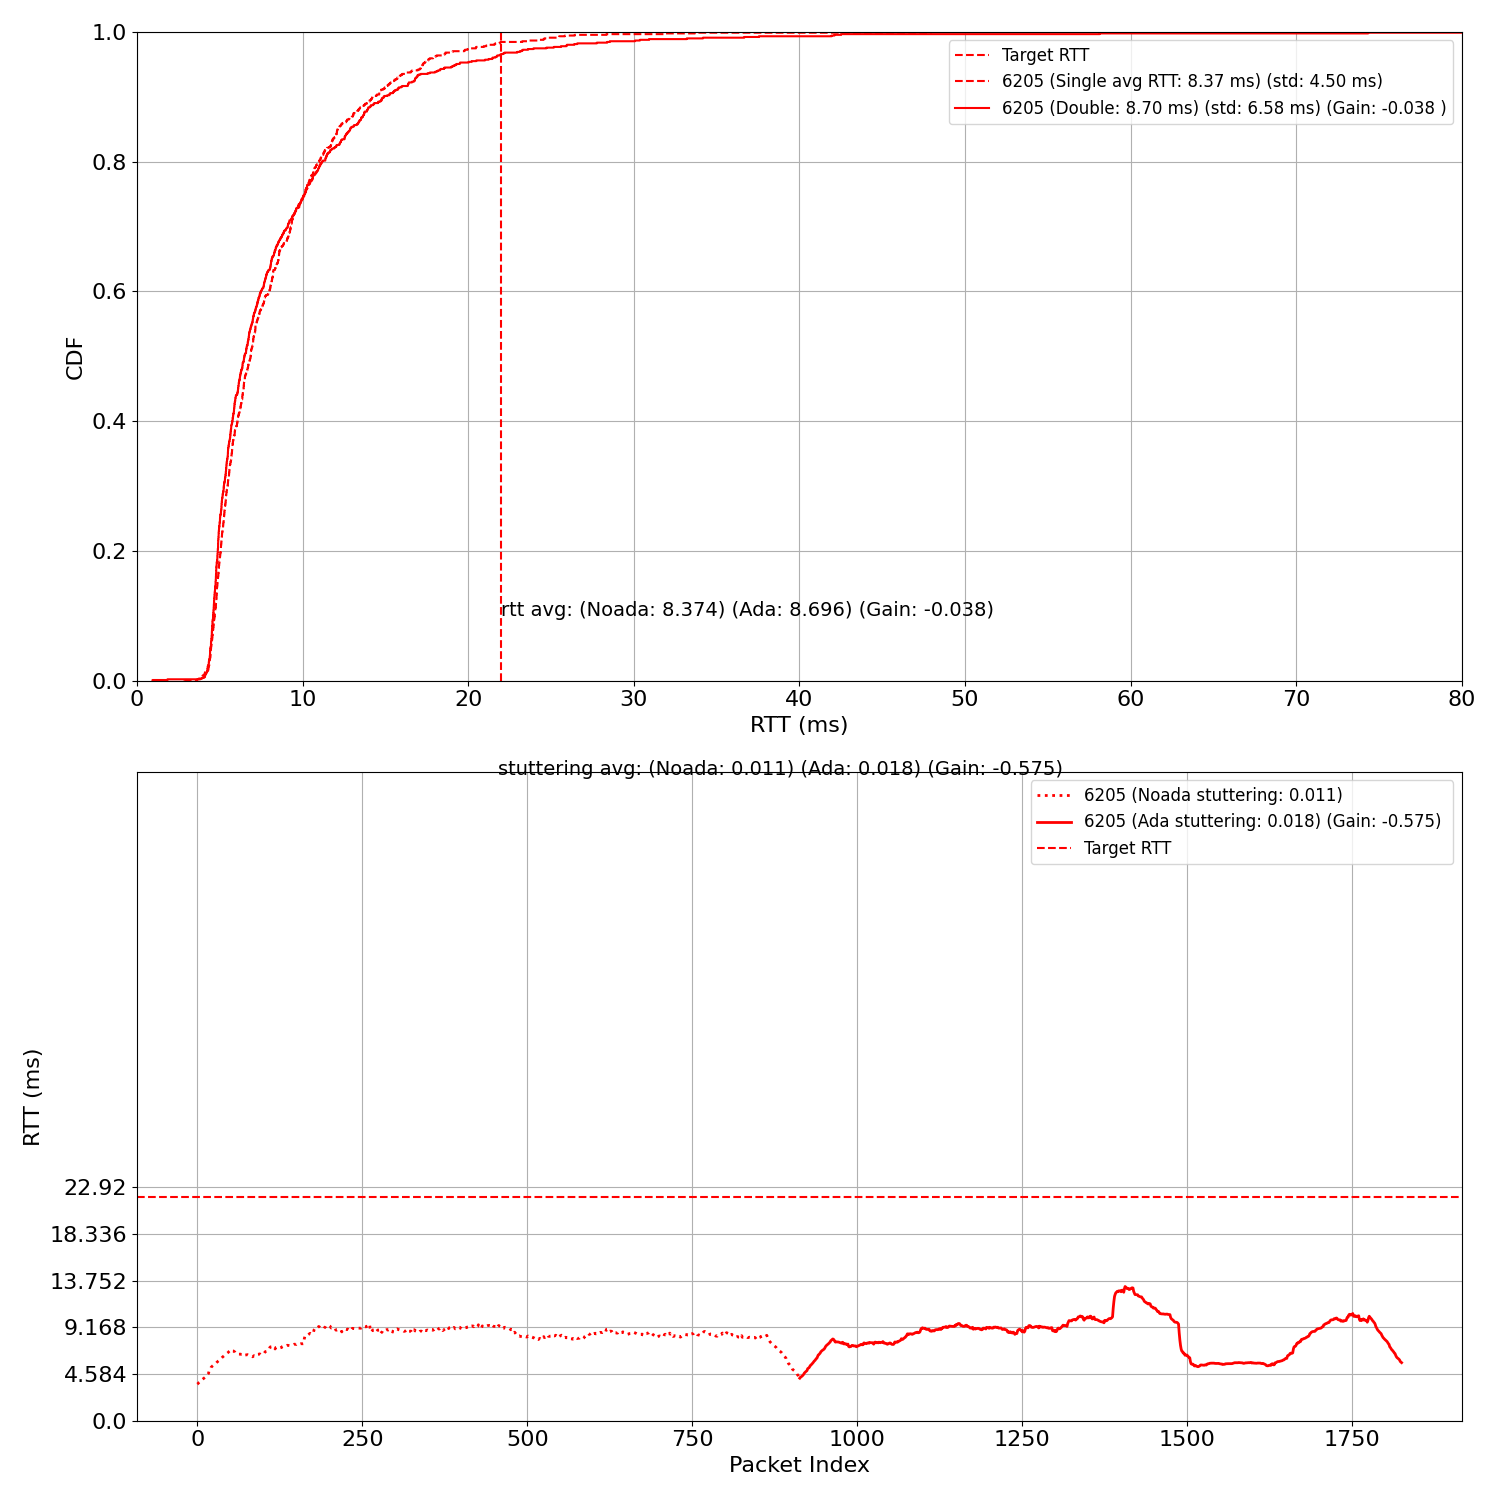 1.0
0.8
0.6
0.4
0.2
0.0
CDF
Target RTT
6205 (Single avg RTT: 8.37 ms) (std: 4.50 ms)
6205 (Double: 8.70 ms) (std: 6.58 ms) (Gain: -0.038 )
rtt avg: (Noada: 8.374) (Ada: 8.696) (Gain: -0.038)
0 10 20 30 40 50 60 70 80
RTT (ms)
stuttering avg: (Noada: 0.011) (Ada: 0.018) (Gain: -0.575)
6205 (Noada stuttering: 0.011)
6205 (Ada stuttering: 0.018) (Gain: -0.575)
Target RTT
RTT (ms)
22.92
18.336
13.752
9.168
4.584
0.0
0 250 500 750 1000 1250 1500 1750
Packet Index